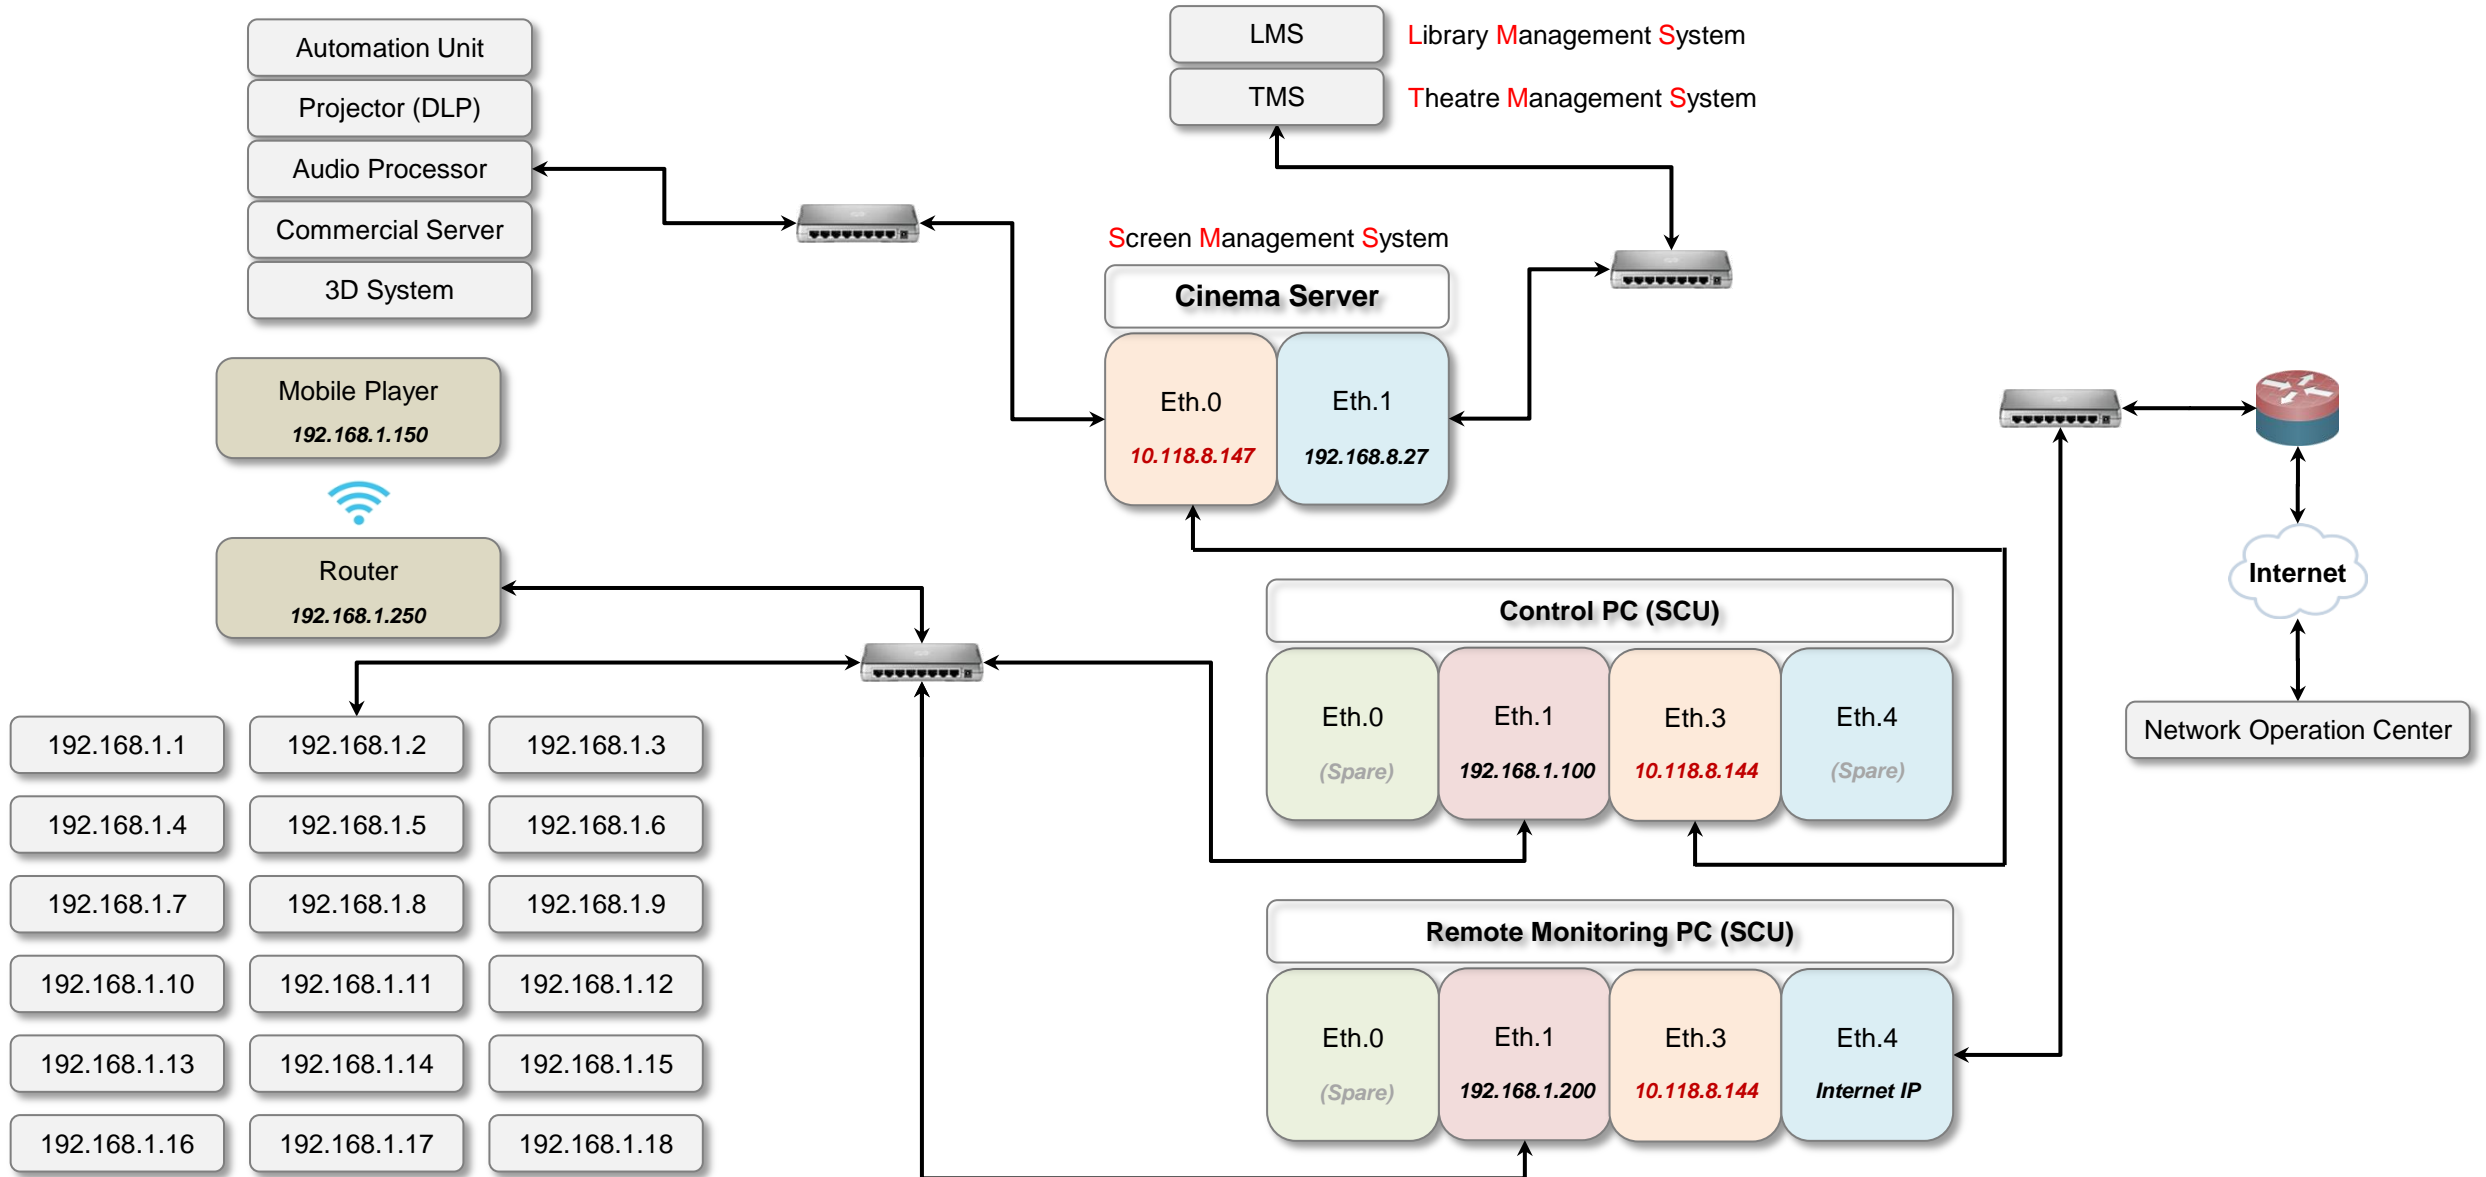 Automation Unit
Projector (DLP)
Audio Processor
Commercial Server
3D System
LMS
Library Management System
TMS
Theatre Management System
Screen Management System
Cinema Server
Eth.0
10.118.8.147
Eth.1
192.168.8.27
Mobile Player
192.168.1.150
Router
192.168.1.250
Internet
Network Operation Center
Control PC (SCU)
Eth.0
(Spare)
Eth.1
192.168.1.100
Eth.3
10.118.8.144
Eth.4
(Spare)
Remote Monitoring PC (SCU)
Eth.0
(Spare)
Eth.1
192.168.1.200
Eth.3
10.118.8.144
Eth.4
Internet IP
192.168.1.1
192.168.1.2
192.168.1.3
192.168.1.4
192.168.1.5
192.168.1.6
192.168.1.7
192.168.1.8
192.168.1.9
192.168.1.10
192.168.1.11
192.168.1.12
192.168.1.13
192.168.1.14
192.168.1.15
192.168.1.16
192.168.1.17
192.168.1.18